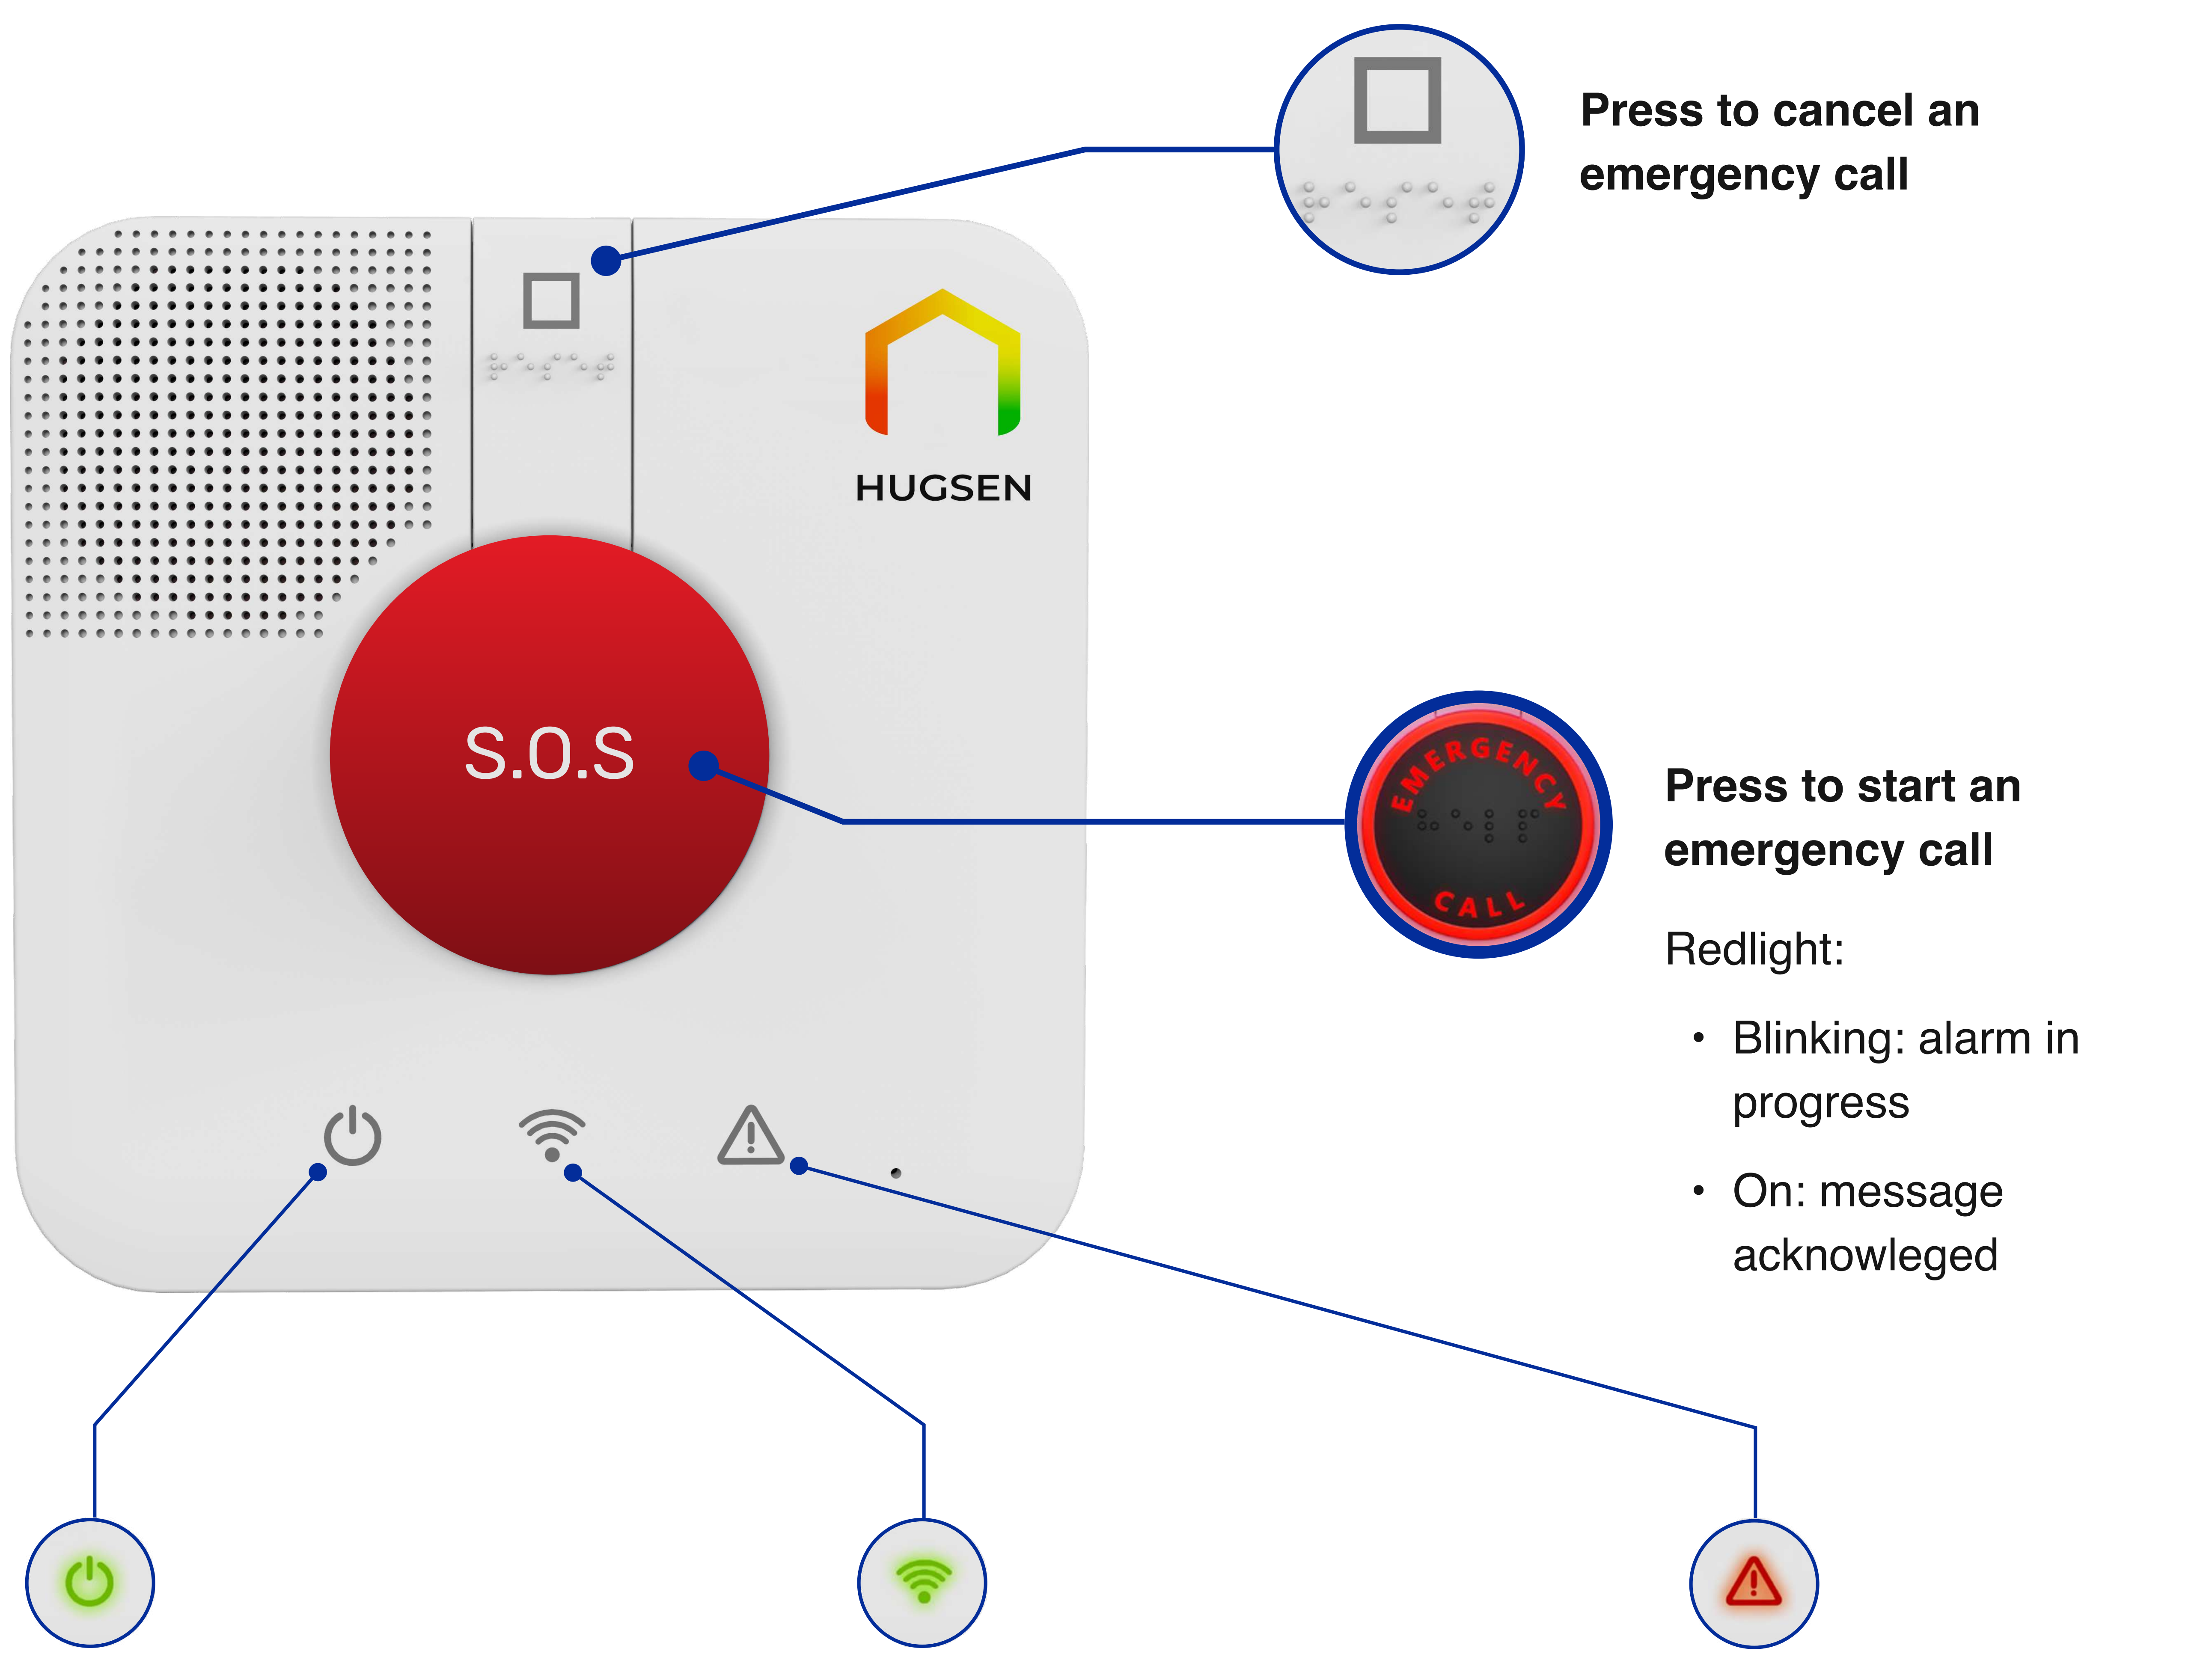 Press to cancel an
emergency call
HUGSEN
S.O.S
EMERGENCY
CALL
Press to start an
emergency call
Redlight:
• Blinking: alarm in
progress
• On: message
acknowleged